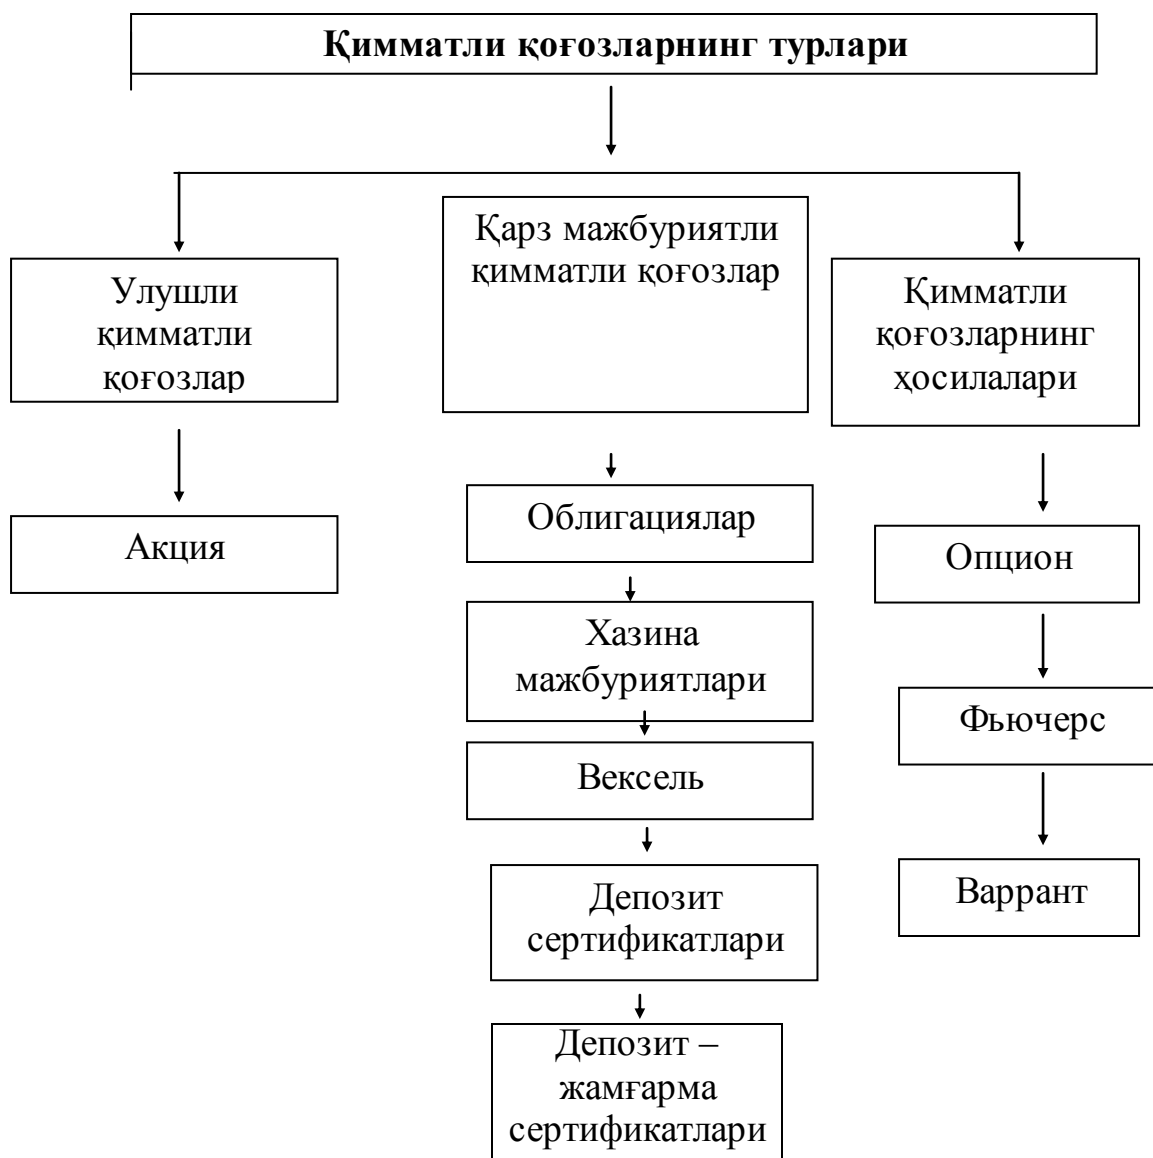 Қимматли қоғозларнинг турлари
Улушли
қимматли
қоғозлар
Қарз мажбуриятли
қимматли қоғозлар
Қимматли
қоғозларнинг
ҳосилалари
Акция
Облигациялар
Хазина
мажбуриятлари
Вексель
Депозит
сертификатлари
Депозит –
жамғарма
сертификатлари
Опцион
Фьючерс
Варрант